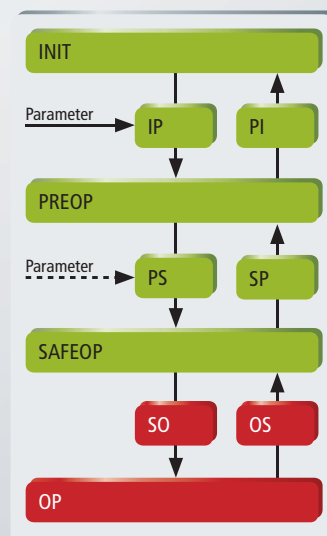 INIT
Parameter
IP
PI
PREOP
Parameter
PS
SP
SAFEOP
SO
OS
OP